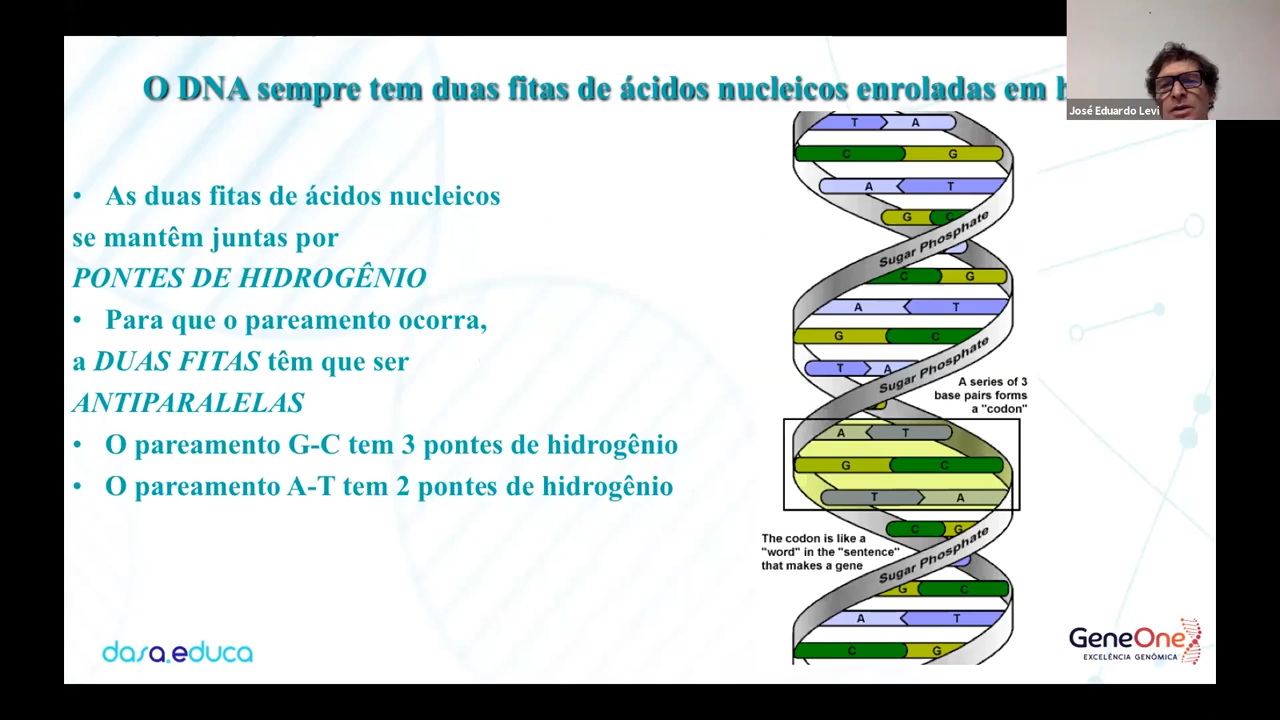 O DNA sempre tem duas fitas de ácidos nucleicos enroladas em
José Eduardo Levi
• As duas fitas de ácidos nucleicos
se mantêm juntas por
PONTES DE HIDROGÊNIO
• Para que o pareamento ocorra,
a DUAS FITAS têm que ser
ANTIPARALELAS
• O pareamento G-C tem 3 pontes de hidrogênio
• O pareamento A-T tem 2 pontes de hidrogênio
T A
C G
A T
G C
Sugar Phosphate
C G
A T
G C
T A
Sugar Phosphate
A series of 3
base pairs forms
a "codon"
A T
G C
T A
C G
The codon is like a
"word" in the "sentence"
that makes a gene
Sugar Phosphate
G C
A T
C G
dasa.educa
GeneOne
EXCELÊNCIA GENÔMICA